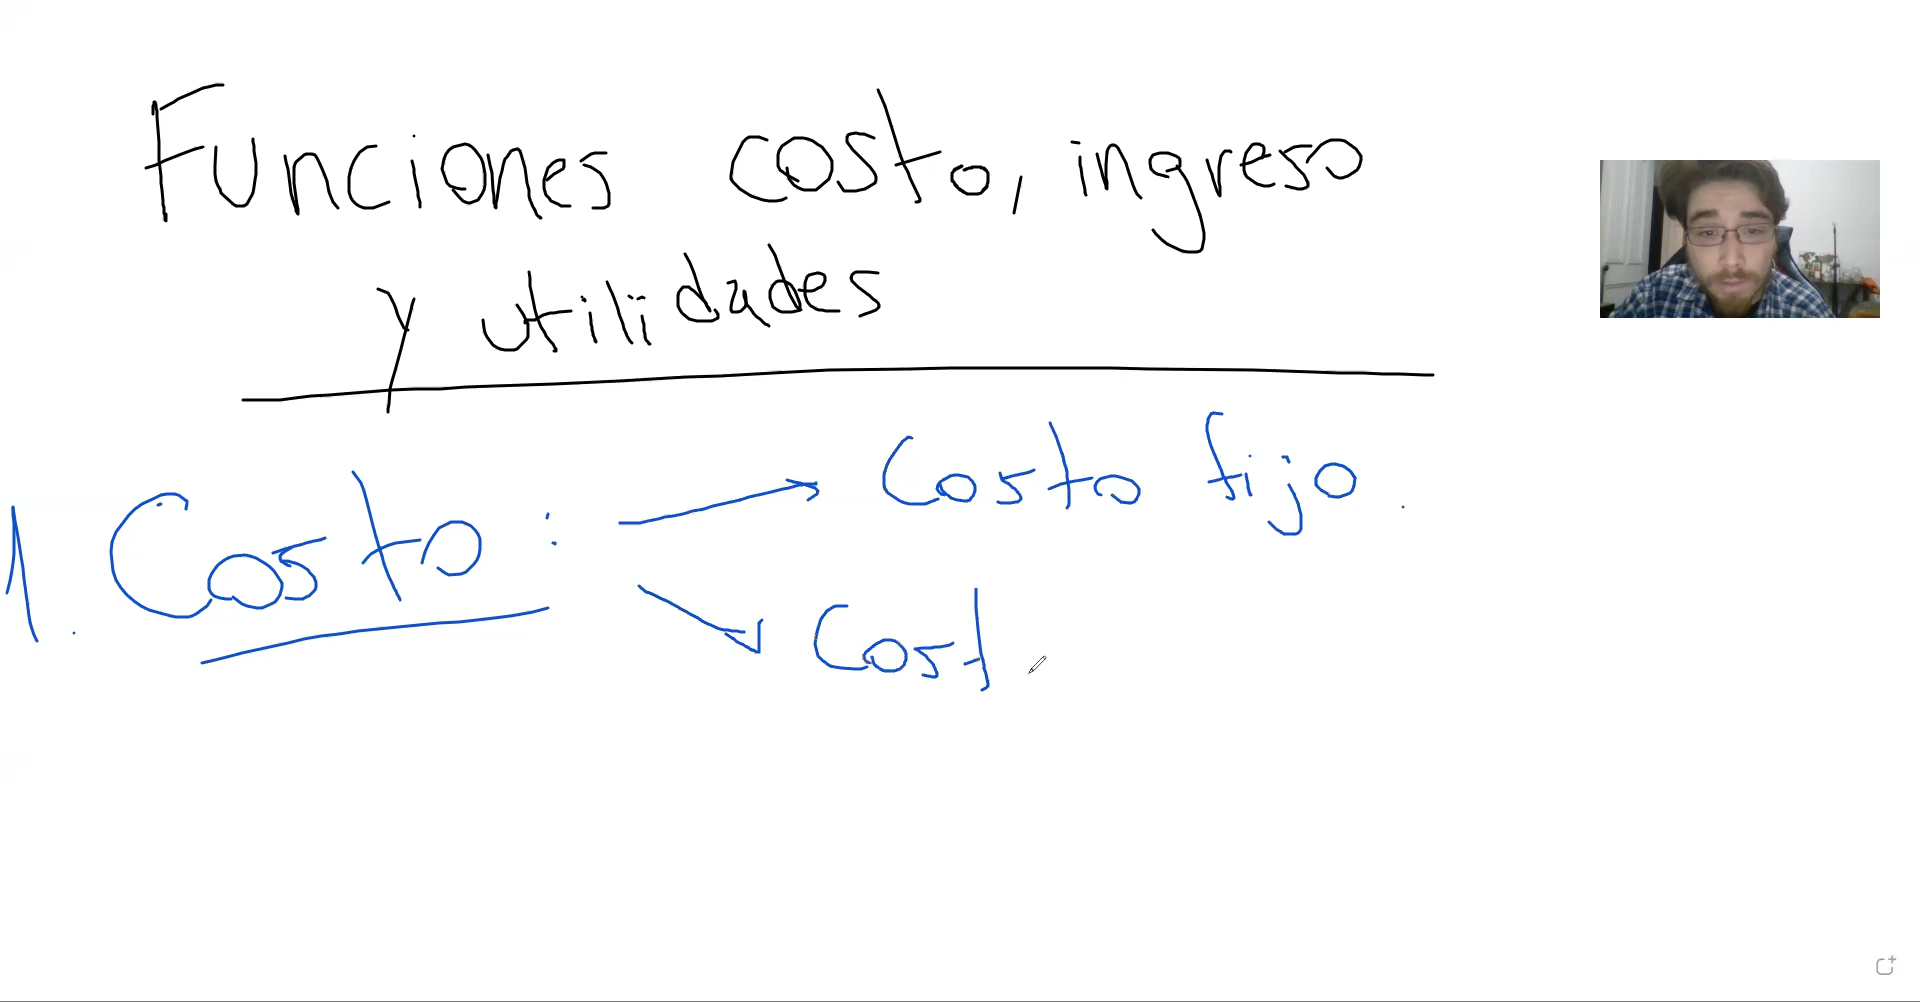 Funciones costo, ingreso
y utilidades
1. Costo: Costo fijo.
Cost